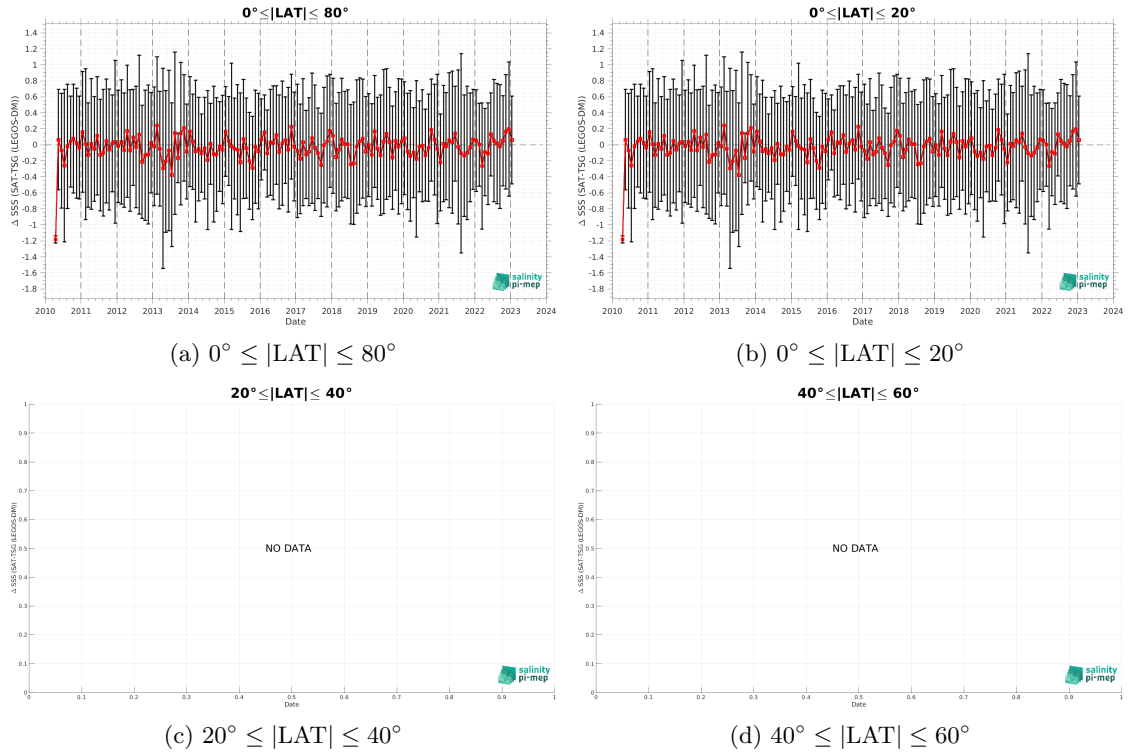 0°≤|LAT|≤ 80°
Δ SSS (SAT-TSG (LEGOS-DM))
1.4
1.2
1
0.8
0.6
0.4
0.2
0
-0.2
-0.4
-0.6
-0.8
-1
-1.2
-1.4
-1.6
-1.8
2010 2011 2012 2013 2014 2015 2016 2017 2018 2019 2020 2021 2022 2023 2024
Date
salinity
pi-mep
(a) 0° ≤ |LAT| ≤ 80°
0°≤|LAT|≤ 20°
Δ SSS (SAT-TSG (LEGOS-DM))
1.4
1.2
1
0.8
0.6
0.4
0.2
0
-0.2
-0.4
-0.6
-0.8
-1
-1.2
-1.4
-1.6
-1.8
2010 2011 2012 2013 2014 2015 2016 2017 2018 2019 2020 2021 2022 2023 2024
Date
salinity
pi-mep
(b) 0° ≤ |LAT| ≤ 20°
20°≤|LAT|≤ 40°
Δ SSS (SAT-TSG (LEGOS-DM))
1
0.9
0.8
0.7
0.6
0.5
0.4
0.3
0.2
0.1
0
NO DATA
0 0.1 0.2 0.3 0.4 0.5 0.6 0.7 0.8 0.9 1
Date
salinity
pi-mep
(c) 20° ≤ |LAT| ≤ 40°
40°≤|LAT|≤ 60°
Δ SSS (SAT-TSG (LEGOS-DM))
1
0.9
0.8
0.7
0.6
0.5
0.4
0.3
0.2
0.1
0
NO DATA
0 0.1 0.2 0.3 0.4 0.5 0.6 0.7 0.8 0.9 1
Date
salinity
pi-mep
(d) 40° ≤ |LAT| ≤ 60°